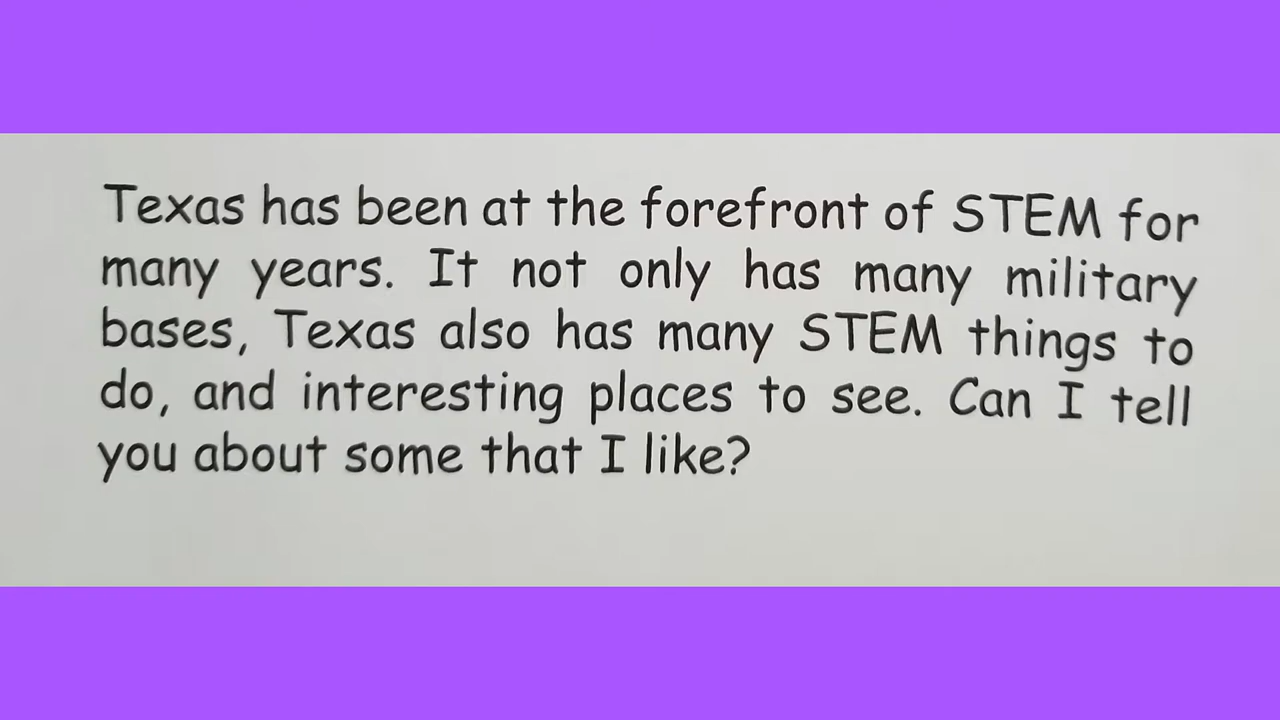 Texas has been at the forefront of STEM for
many years. It not only has many military
bases, Texas also has many STEM things to
do, and interesting places to see. Can I tell
you about some that I like?